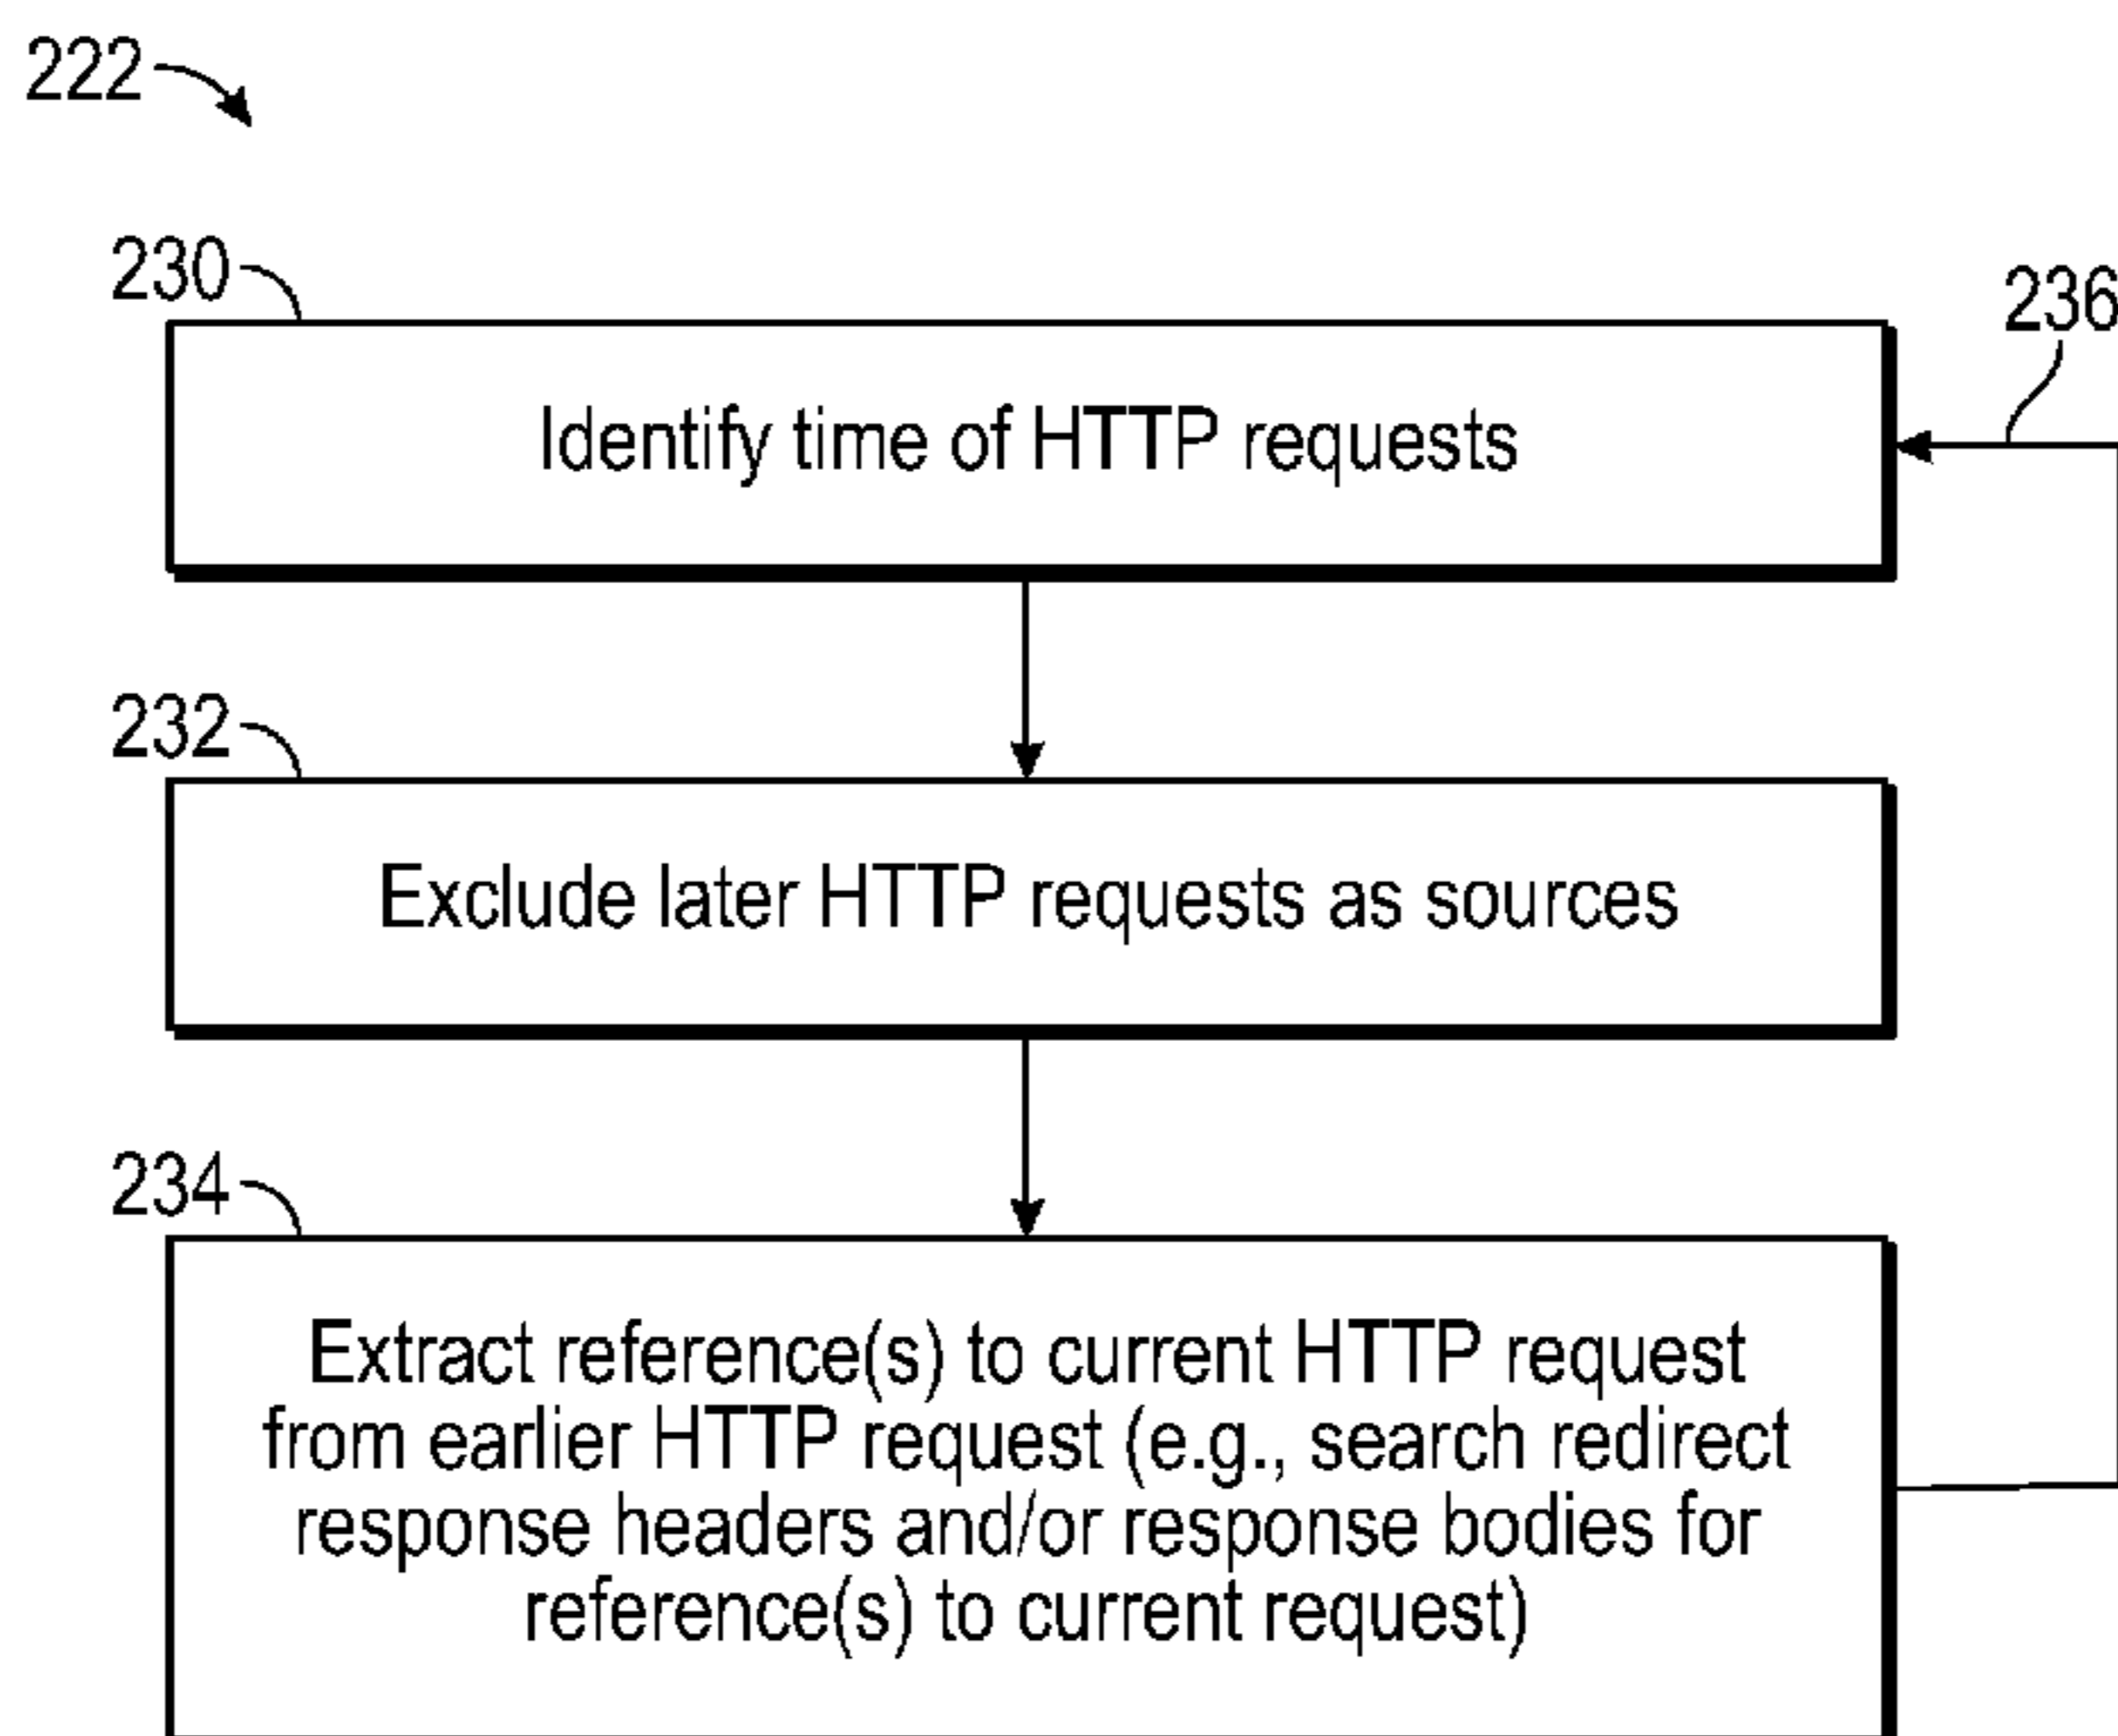 222
230
236
Identify time of HTTP requests
232
Exclude later HTTP requests as sources
234
Extract reference(s) to current HTTP request
from earlier HTTP request (e.g., search redirect
response headers and/or response bodies for
reference(s) to current request)